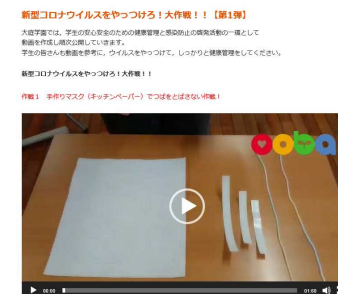 新型コロナウイルスをやっつけろ！大作戦！！【第1弾】
大庭学園では、学生の安心安全のための健康管理と感染防止の啓発活動の一環として
動画を作成し順次公開していきます。
学生の皆さんも動画を参考に、ウイルスをやっつけて、しっかりと健康管理をしてください。
新型コロナウイルスをやっつけろ！大作戦！！
作戦１　手作りマスク（キッチンペーパー）でつばをとばさない作戦！
ooba
00:00
01:08